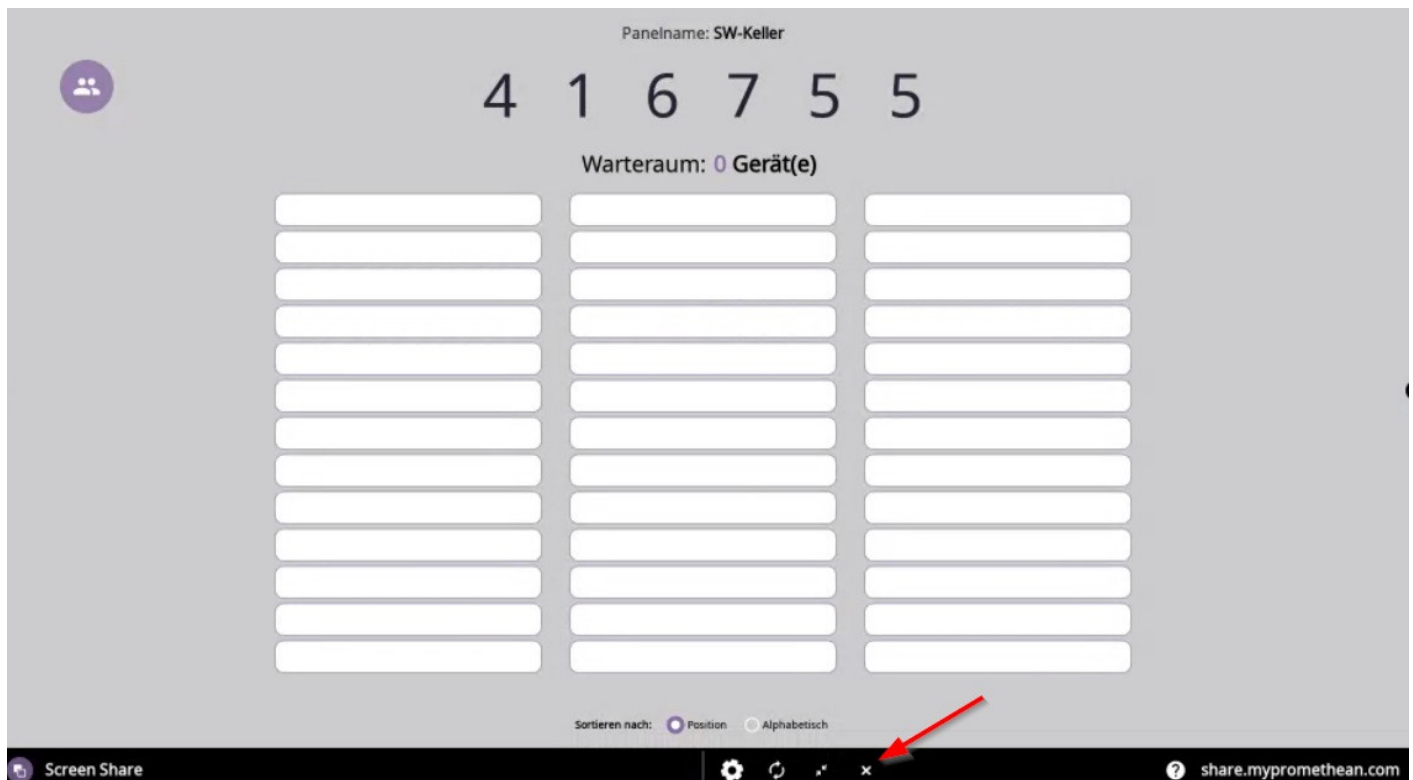 Panelname: SW-Keller
4 1 6 7 5 5
Warteraum: 0 Gerät(e)
Sortieren nach: Position Alphabetisch
Screen Share share.mypromethean.com